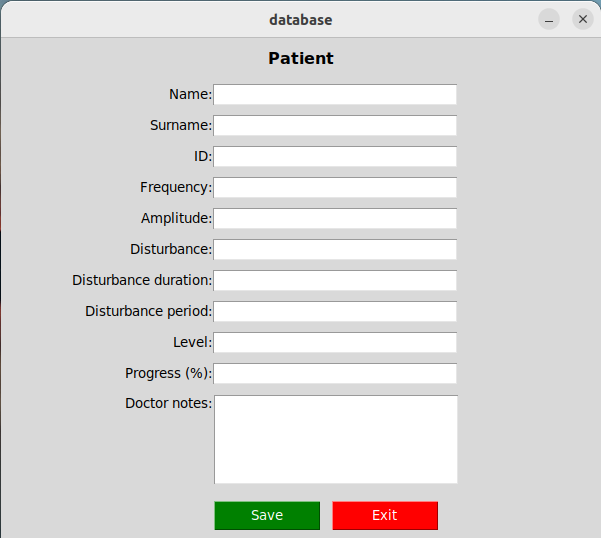 database
Patient
Name:
Surname:
ID:
Frequency:
Amplitude:
Disturbance:
Disturbance duration:
Disturbance period:
Level:
Progress (%):
Doctor notes:
Save Exit